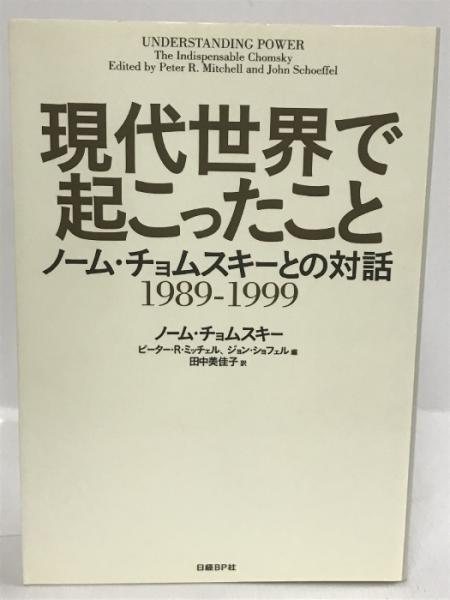 UNDERSTANDING POWER
The Indispensable Chomsky
Edited by Peter R. Mitchell and John Schoeffel
現代世界で
起こったこと
ノーム・チョムスキーとの対話
1989-1999
ノーム・チョムスキー
ピーター・R・ミッチェル、ジョン・ショフェル 編
田中美佳子 訳
日経BP社